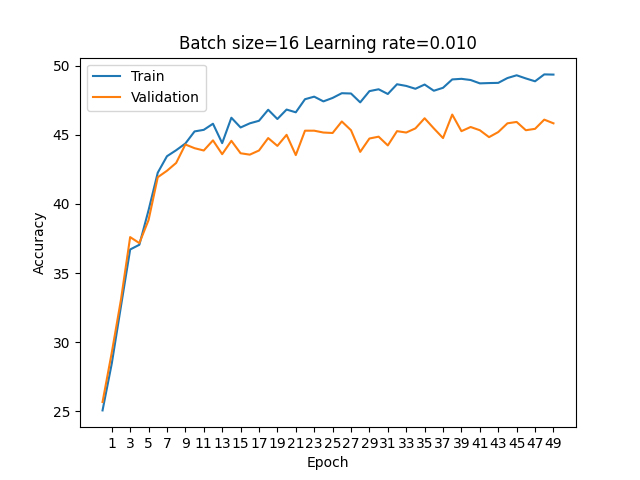 Batch size=16 Learning rate=0.010
Train
Validation
50
45
40
35
30
25
Accuracy
1 3 5 7 9 11 13 15 17 19 21 23 25 27 29 31 33 35 37 39 41 43 45 47 49
Epoch